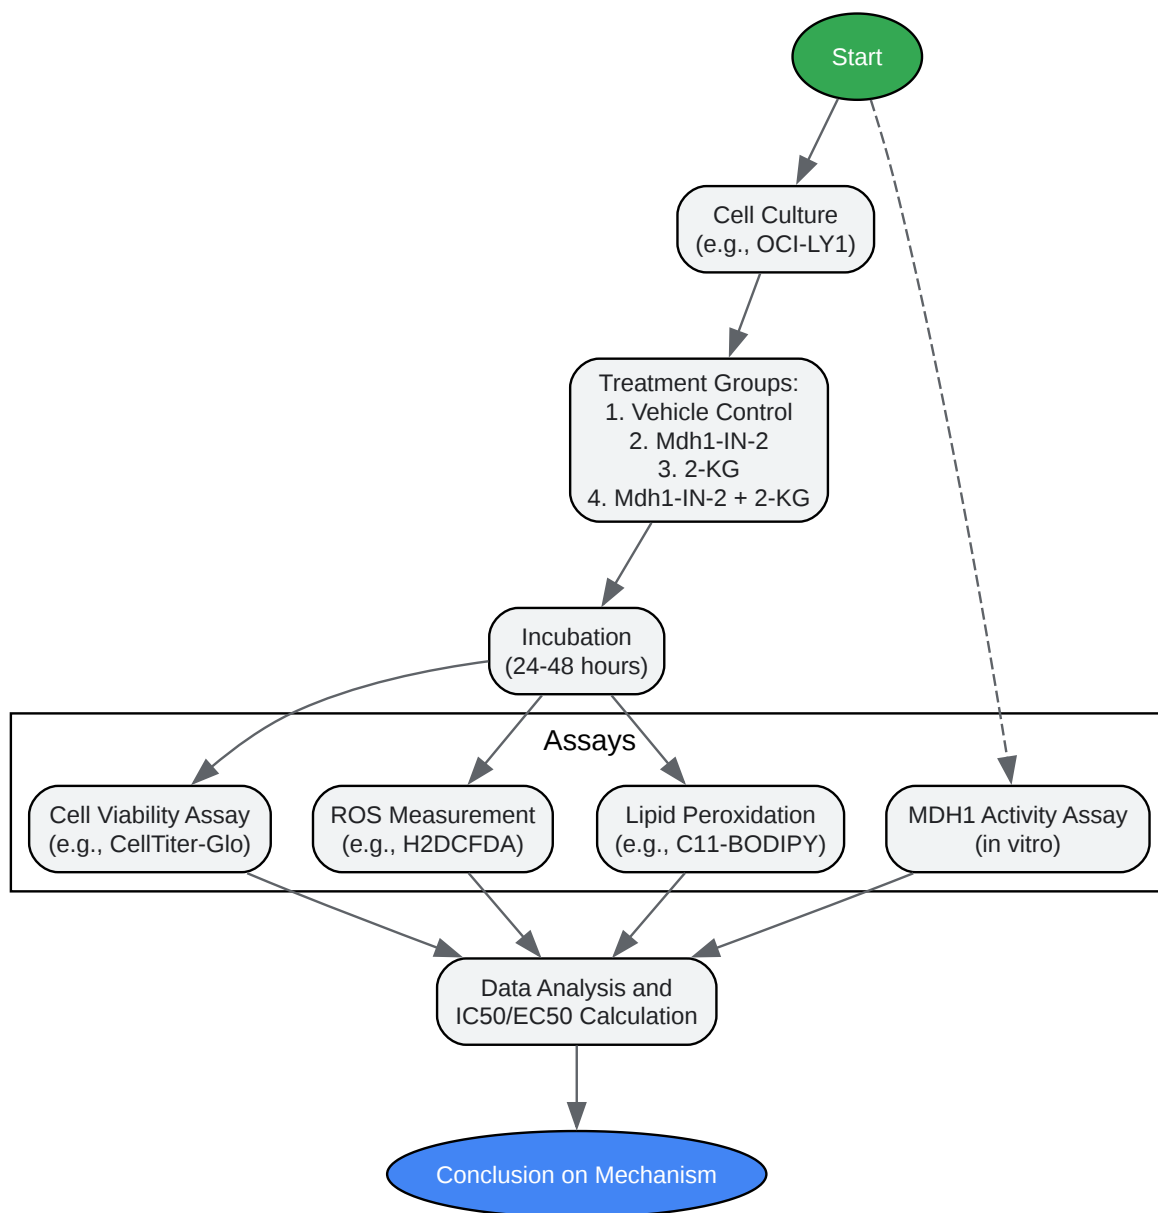 Start
Cell Culture
(e.g., OCI-LY1)
Treatment Groups:
1. Vehicle Control
2. Mdh1-IN-2
3. 2-KG
4. Mdh1-IN-2 + 2-KG
Incubation
(24-48 hours)
Assays
Cell Viability Assay
(e.g., CellTiter-Glo)
ROS Measurement
(e.g., H2DCFDA)
Lipid Peroxidation
(e.g., C11-BODIPY)
MDH1 Activity Assay
(in vitro)
Data Analysis and
IC50/EC50 Calculation
Conclusion on Mechanism